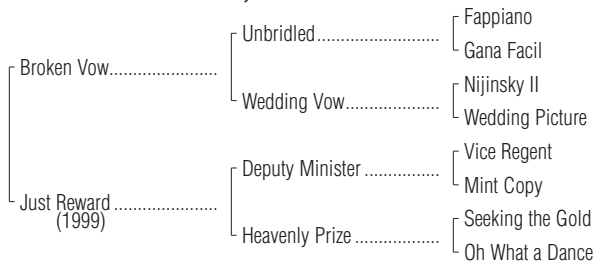 Fappiano
Unbridled...................
Gana Facil
Broken Vow......................
Nijinsky II
Wedding Vow...................
Wedding Picture
Vice Regent
Deputy Minister ...............
Mint Copy
Just Reward .....................
(1999)
Seeking the Gold
Heavenly Prize .................
Oh What a Dance